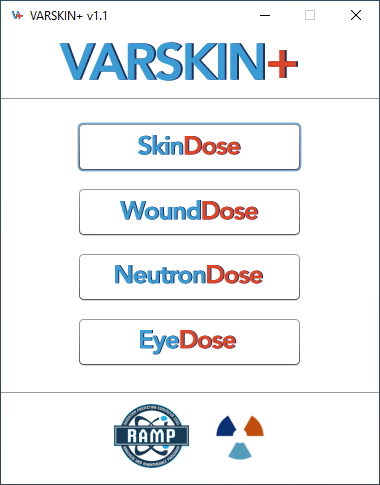 VARSKIN+ v1.1
VARSKIN+
SkinDose
WoundDose
NeutronDose
EyeDose
RAMP